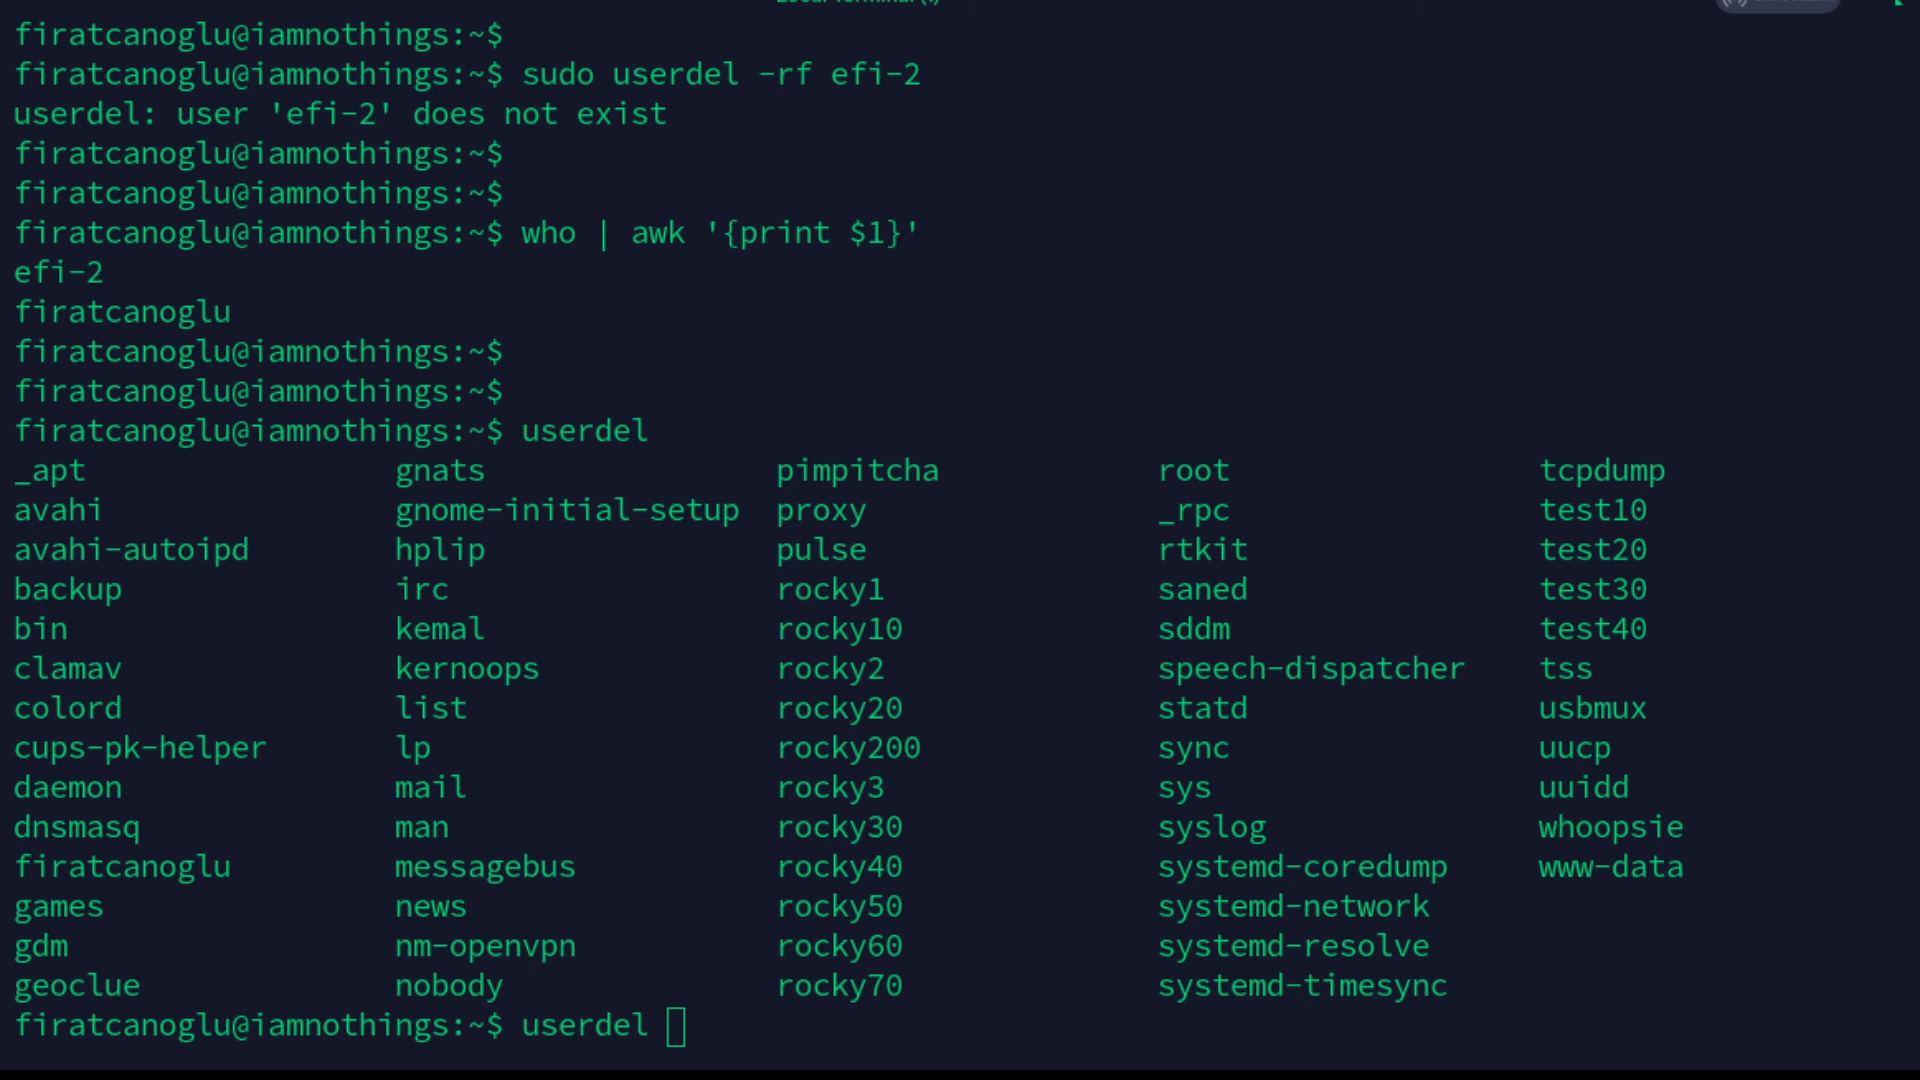 firatcanoglu@iamnothings:~$
firatcanoglu@iamnothings:~$ sudo userdel -rf efi-2
userdel: user 'efi-2' does not exist
firatcanoglu@iamnothings:~$
firatcanoglu@iamnothings:~$
firatcanoglu@iamnothings:~$ who | awk '{print $1}'
efi-2
firatcanoglu
firatcanoglu@iamnothings:~$
firatcanoglu@iamnothings:~$
firatcanoglu@iamnothings:~$ userdel
_apt gnats pimpitcha root tcpdump
avahi gnome-initial-setup proxy _rpc test10
avahi-autoipd hplip pulse rtkit test20
backup irc rocky1 saned test30
bin kemal rocky10 sddm test40
clamav kernoops rocky2 speech-dispatcher tss
colord list rocky20 statd usbmux
cups-pk-helper lp rocky200 sync uucp
daemon mail rocky3 sys uuidd
dnsmasq man rocky30 syslog whoopsie
firatcanoglu messagebus rocky40 systemd-coredump www-data
games news rocky50 systemd-network
gdm nm-openvpn rocky60 systemd-resolve
geoclue nobody rocky70 systemd-timesync
firatcanoglu@iamnothings:~$ userdel